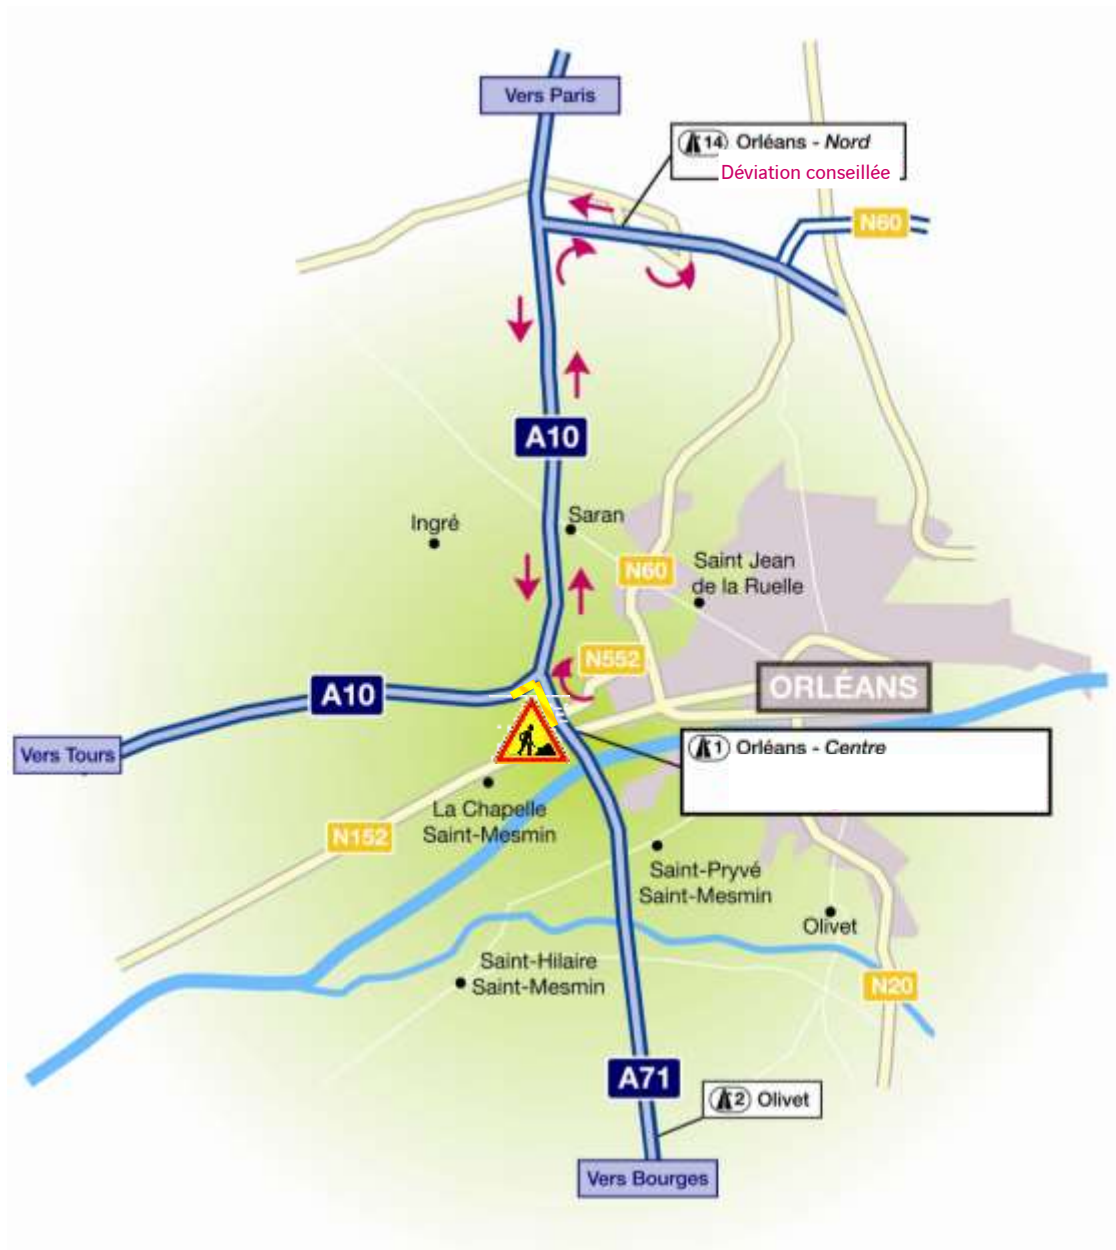 Vers Paris
14 Orléans - Nord
Déviation conseillée
N60
A10
Ingré
Saran
N60
Saint Jean
de la Ruelle
N552
A10
ORLÉANS
Vers Tours
1 Orléans - Centre
La Chapelle
Saint-Mesmin
N152
Saint-Pryvé
Saint-Mesmin
Olivet
Saint-Hilaire
Saint-Mesmin
N20
A71
2 Olivet
Vers Bourges